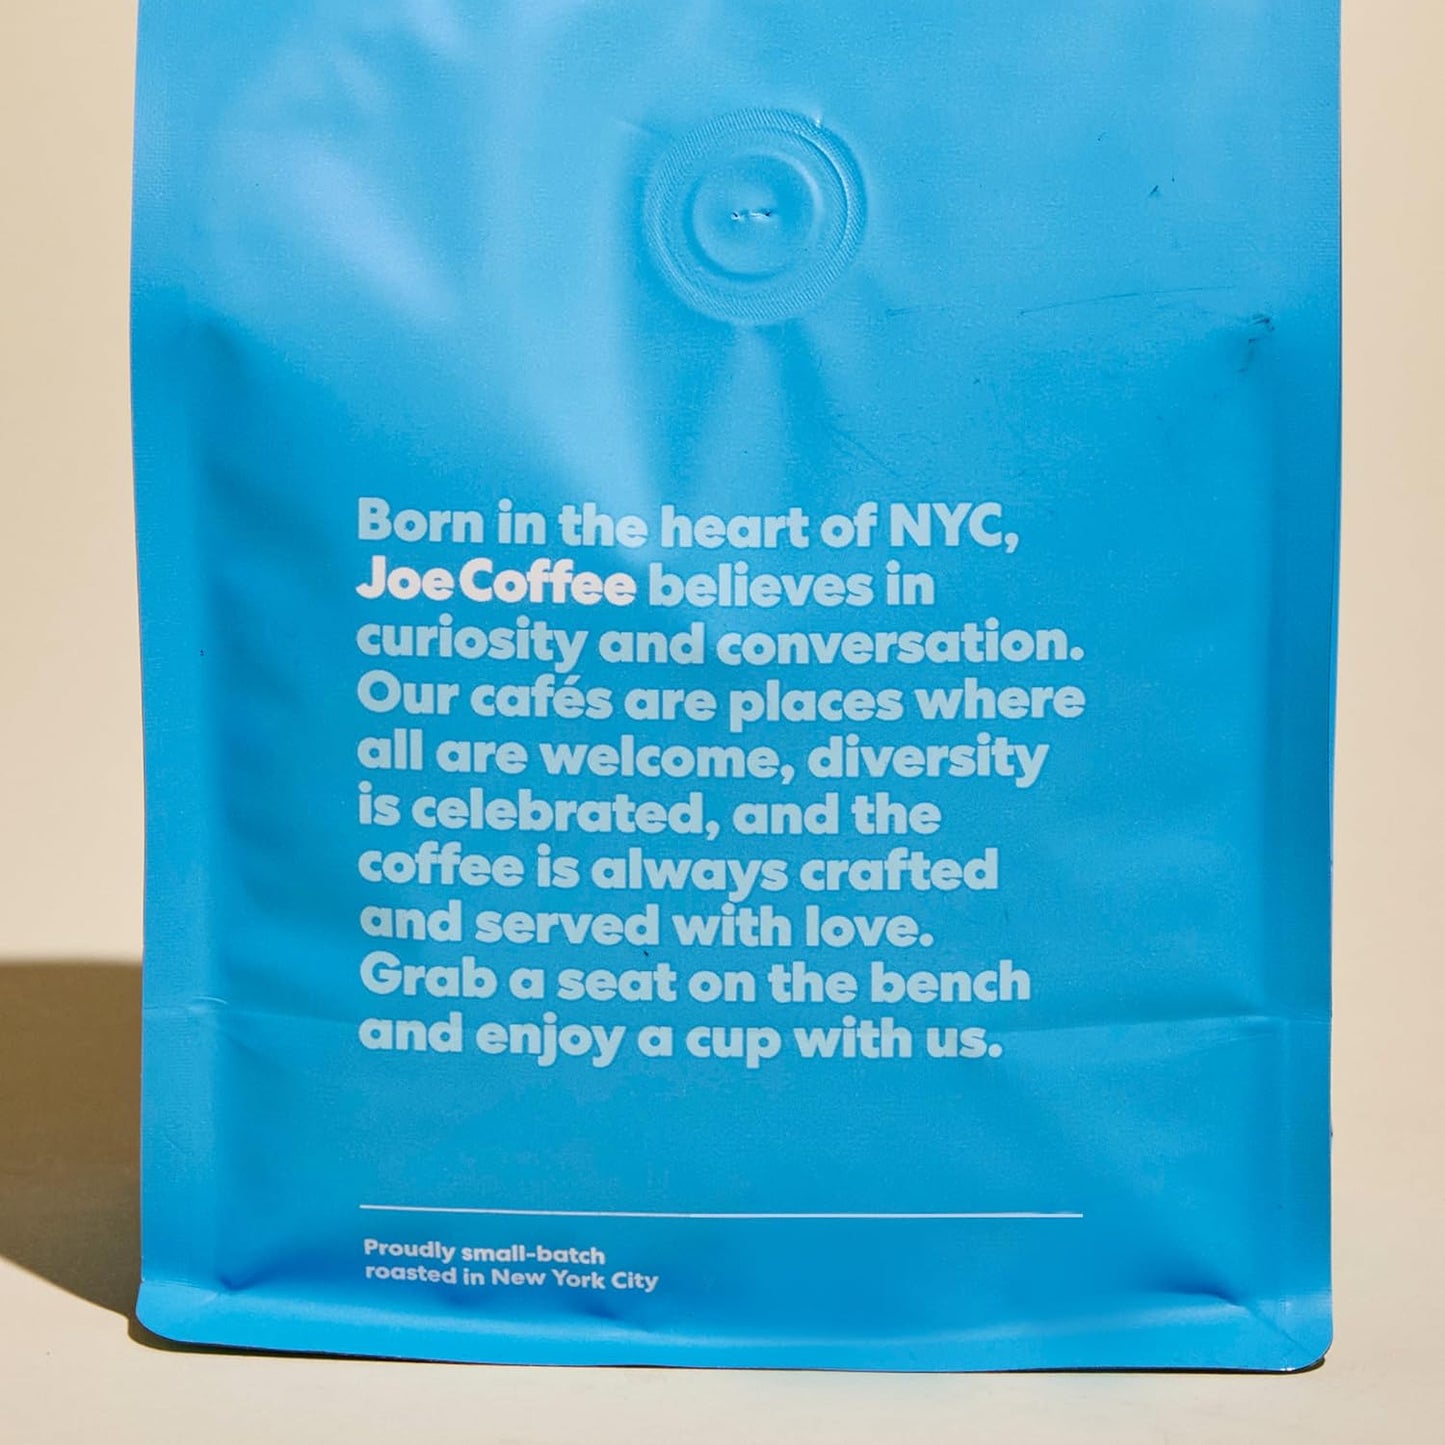 Born in the heart of NYC,
Joe Coffee believes in
curiosity and conversation.
Our cafés are places where
all are welcome, diversity
is celebrated, and the
coffee is always crafted
and served with love.
Grab a seat on the bench
and enjoy a cup with us.
Proudly small-batch
roasted in New York City